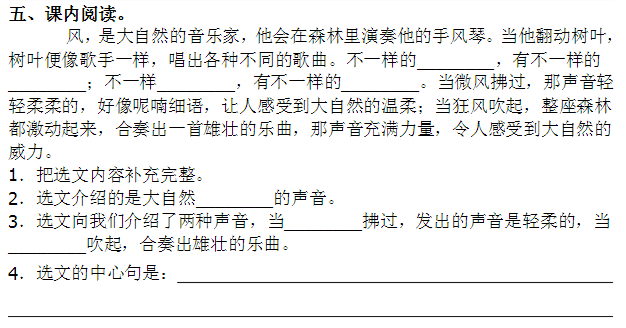 五、课内阅读。
风，是大自然的音乐家，他会在森林里演奏他的手风琴。当他翻动树叶，
树叶便像歌手一样，唱出各种不同的歌曲。不一样的________，有不一样的
________；不一样________，有不一样的________。当微风拂过，那声音轻
轻柔柔的，好像呢喃细语，让人感受到大自然的温柔；当狂风吹起，整座森林
都激动起来，合奏出一首雄壮的乐曲，那声音充满力量，令人感受到大自然的
威力。
1．把选文内容补充完整。
2．选文介绍的是大自然________的声音。
3．选文向我们介绍了两种声音，当________拂过，发出的声音是轻柔的，当
________吹起，合奏出雄壮的乐曲。
4．选文的中心句是：________________________________________________